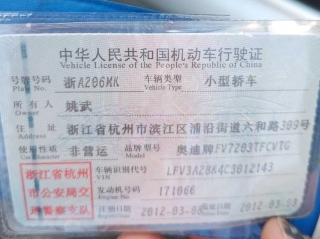 中华人民共和国机动车行驶证
Vehicle License of the People's Republic of China
号牌号码 浙A206MK 车辆类型 小型轿车
Plate No. Vehicle Type
所有人 姚武
Owner
住址 浙江省杭州市滨江区浦沿街道六和路309号
Address
使用性质 非营运 品牌型号 奥迪牌FV7203TFCVTG
Use Character Model
浙江省杭州 车辆识别代号 LFV3A28K4C3012143
VIN
市公安局交 发动机号码 171066
Engine No.
通警察支队 注册日期 2012-03-08 发证日期 2012-03-08